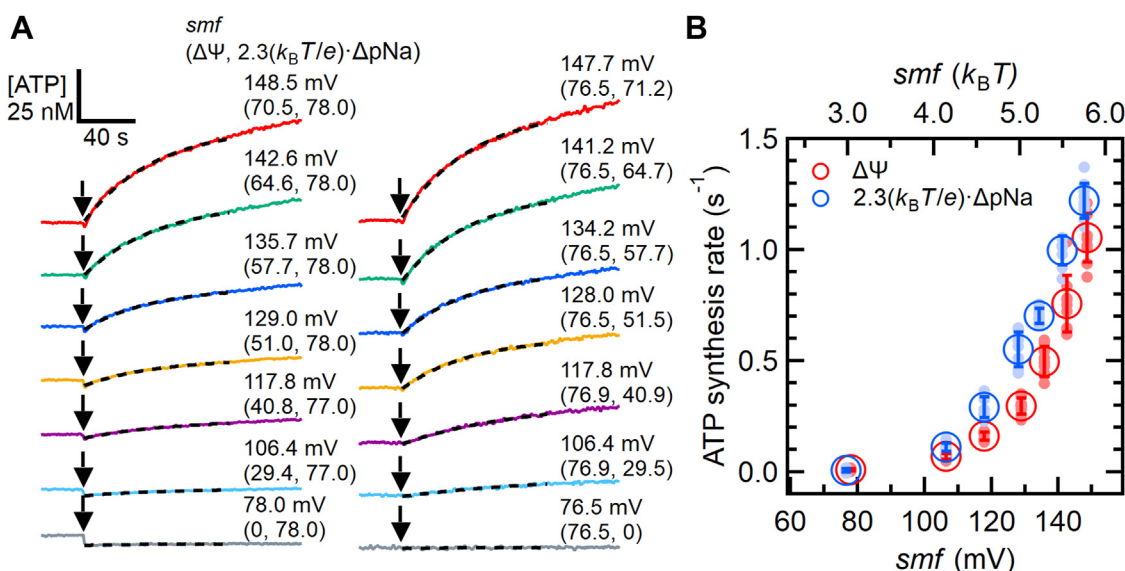 A
smf
(ΔΨ, 2.3(kBT/e)·ΔpNa)
[ATP]
25 nM
40 s
148.5 mV
(70.5, 78.0)
142.6 mV
(64.6, 78.0)
135.7 mV
(57.7, 78.0)
129.0 mV
(51.0, 78.0)
117.8 mV
(40.8, 77.0)
106.4 mV
(29.4, 77.0)
78.0 mV
(0, 78.0)
147.7 mV
(76.5, 71.2)
141.2 mV
(76.5, 64.7)
134.2 mV
(76.5, 57.7)
128.0 mV
(76.5, 51.5)
117.8 mV
(76.9, 40.9)
106.4 mV
(76.9, 29.5)
76.5 mV
(76.5, 0)
B
smf (kBT)
3.0 4.0 5.0 6.0
ΔΨ
2.3(kBT/e)·ΔpNa
ATP synthesis rate (s-1)
1.5
1.0
0.5
0.0
60 80 100 120 140
smf (mV)